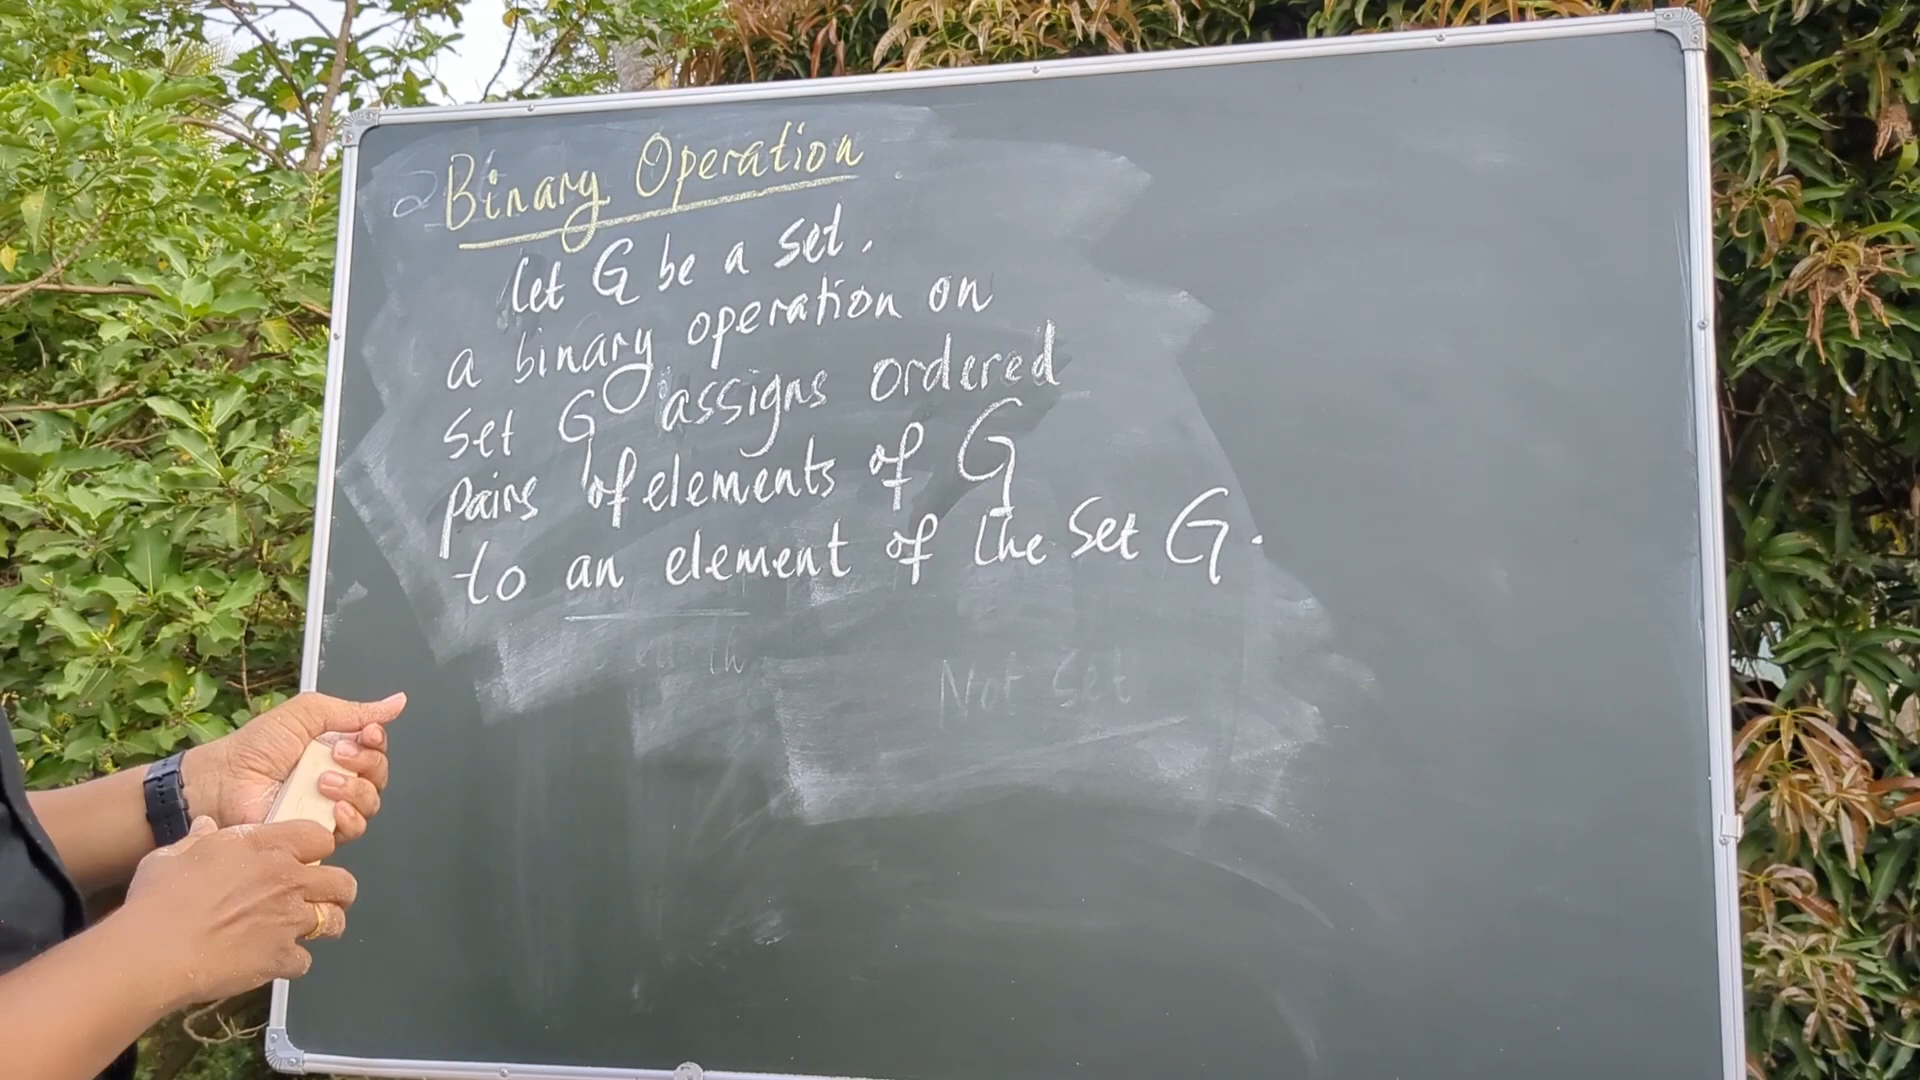 Binary Operation
Let G be a set.
a binary operation on
Set G assigns ordered
pairs of elements of G
to an element of the Set G.
Not Set